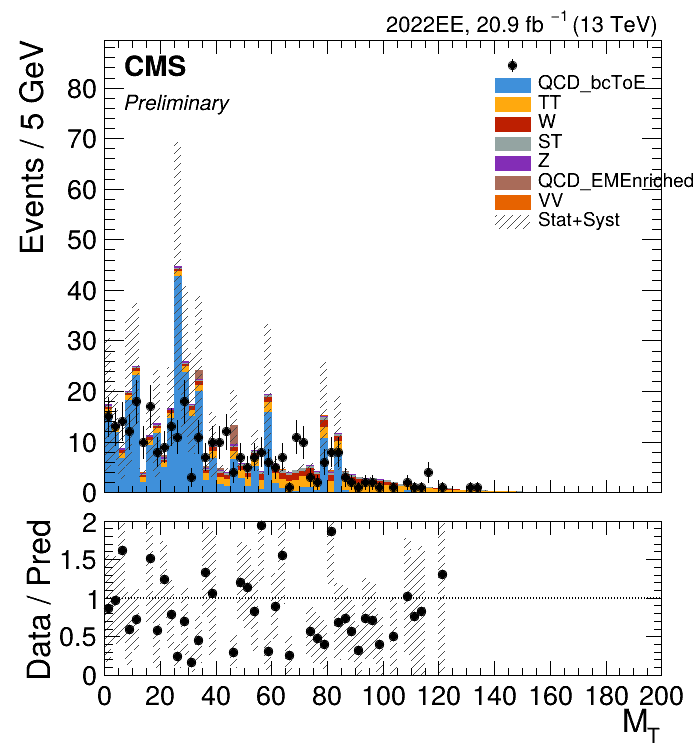 2022EE, 20.9 fb⁻¹ (13 TeV)
CMS
Preliminary
QCD_bcToE
TT
W
ST
Z
QCD_EMEnriched
VV
Stat+Syst
Events / 5 GeV
80
70
60
50
40
30
20
10
0
Data / Pred
2
1.5
1
0.5
0
0 20 40 60 80 100 120 140 160 180 200
M_T